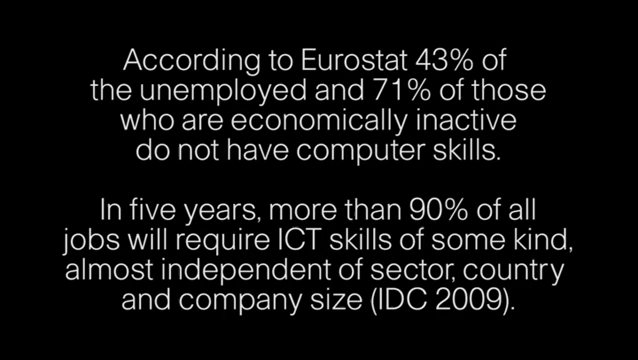 According to Eurostat 43% of
the unemployed and 71% of those
who are economically inactive
do not have computer skills.
In five years, more than 90% of all
jobs will require ICT skills of some kind,
almost independent of sector, country
and company size (IDC 2009).